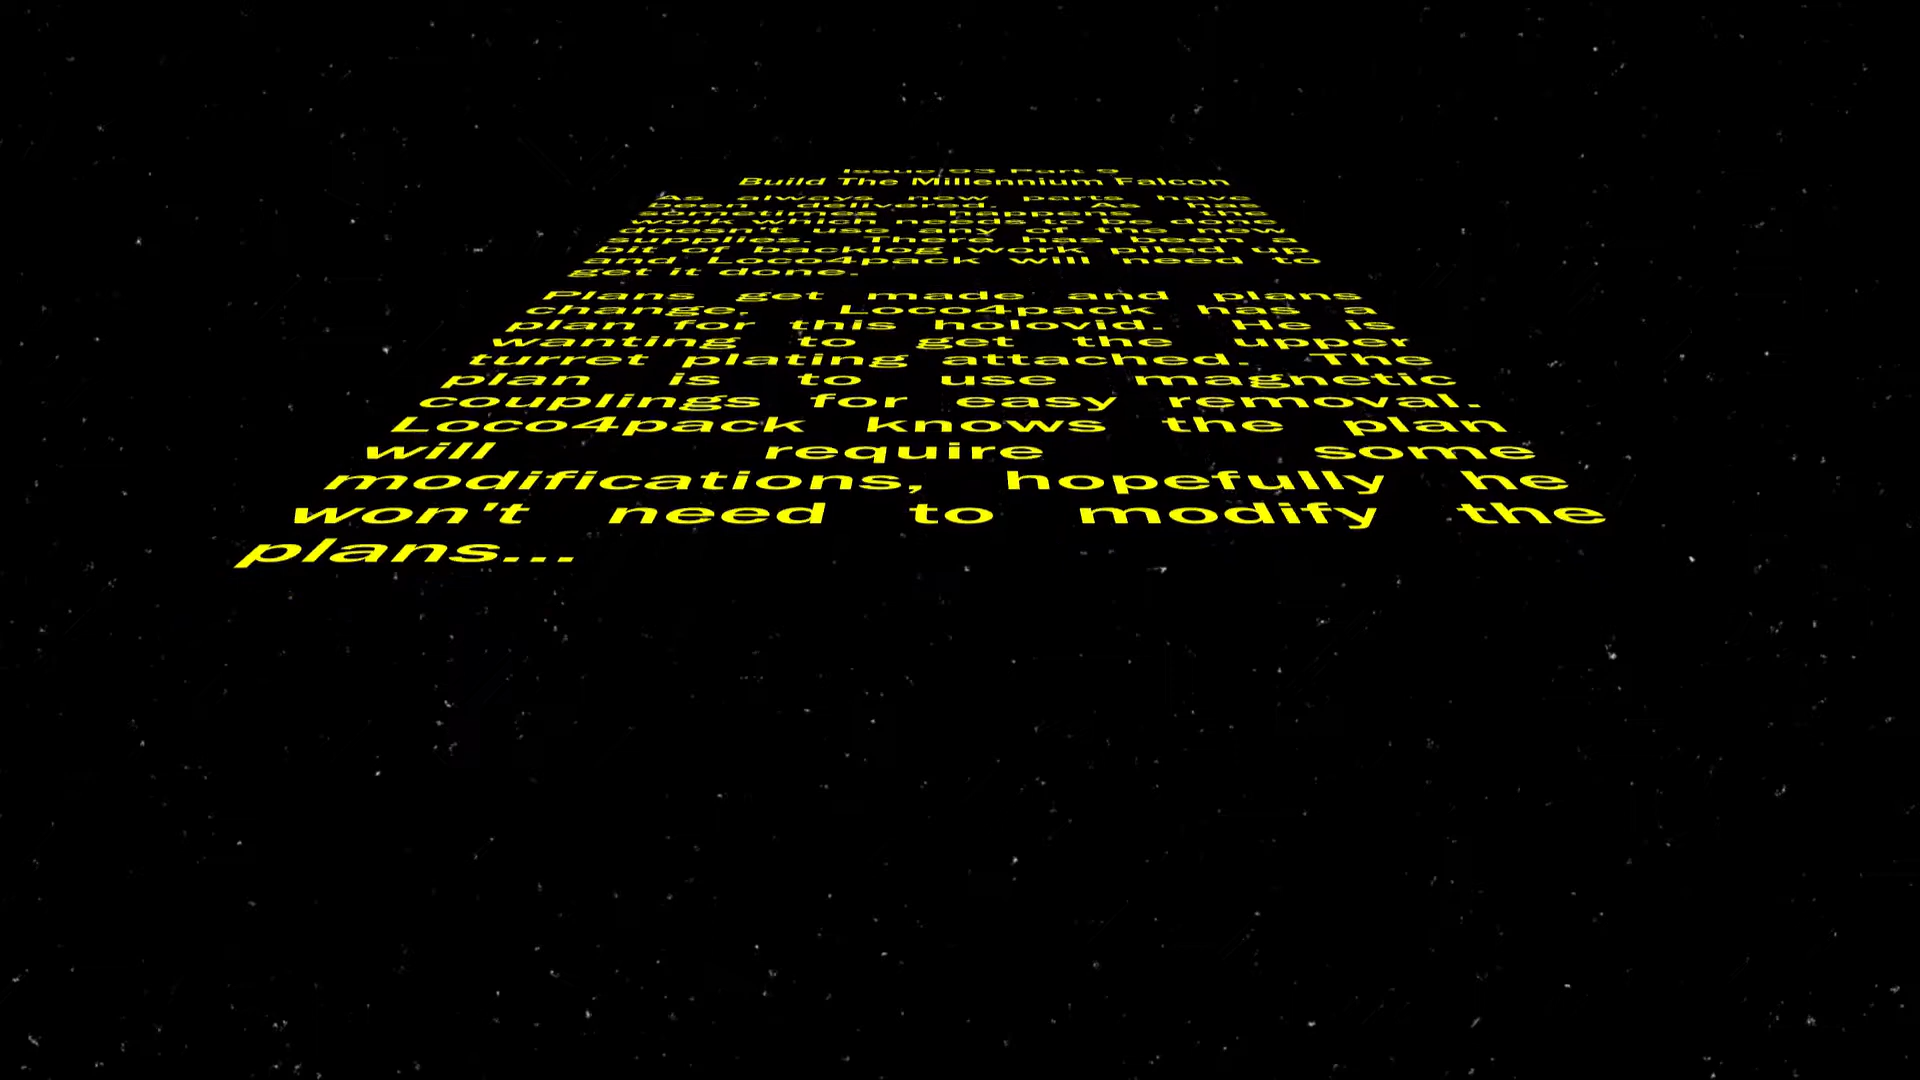 Issue 93 Part
Build The Millennium Falcon
As always new parts have
been delivered. As has
sometimes happens the
work which needs to be done
doesn't use any of the new
supplies. There has been a
bit of backlog work piled up
and Loco4pack will need to
get it done.
Plans get made and plans
change, Loco4pack has a
plan for this holovid. He is
wanting to get the upper
turret plating attached. The
plan is to use magnetic
couplings for easy removal.
Loco4pack knows the plan
will require some
modifications, hopefully he
won't need to modify the
plans...